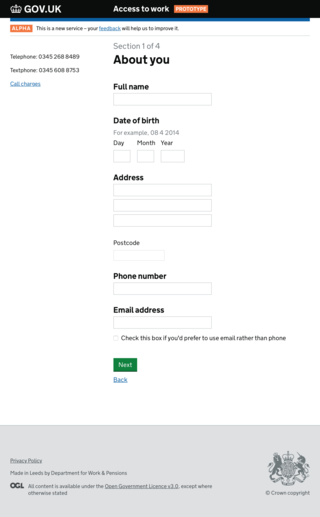 GOV.UK
Access to work PROTOTYPE
ALPHA This is a new service – your feedback will help us to improve it.
Telephone: 0345 268 8489
Textphone: 0345 608 8753
Call charges
Section 1 of 4
About you
Full name
Date of birth
For example, 08 4 2014
Day Month Year
Address
Postcode
Phone number
Email address
Check this box if you'd prefer to use email rather than phone
Next
Back
Privacy Policy
Made in Leeds by Department for Work & Pensions
OGL All content is available under the Open Government Licence v3.0, except where
otherwise stated
© Crown copyright